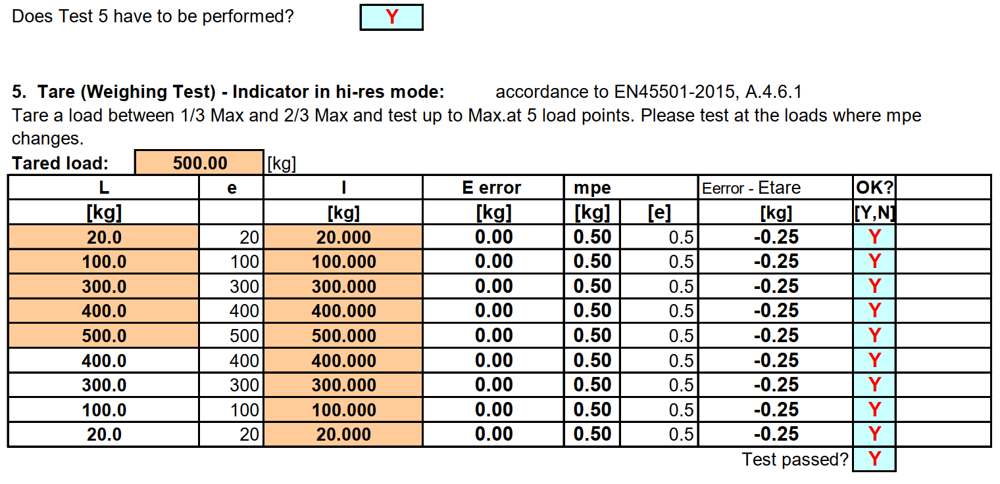 Does Test 5 have to be performed? Y
5. Tare (Weighing Test) - Indicator in hi-res mode: accordance to EN45501-2015, A.4.6.1
Tare a load between 1/3 Max and 2/3 Max and test up to Max.at 5 load points. Please test at the loads where mpe
changes.
Tared load: 500.00 [kg]
L e I E error mpe Eerror - Etare OK?
[kg] [kg] [kg] [kg] [e] [kg] [Y,N]
20.0 20 20.000 0.00 0.50 0.5 -0.25 Y
100.0 100 100.000 0.00 0.50 0.5 -0.25 Y
300.0 300 300.000 0.00 0.50 0.5 -0.25 Y
400.0 400 400.000 0.00 0.50 0.5 -0.25 Y
500.0 500 500.000 0.00 0.50 0.5 -0.25 Y
400.0 400 400.000 0.00 0.50 0.5 -0.25 Y
300.0 300 300.000 0.00 0.50 0.5 -0.25 Y
100.0 100 100.000 0.00 0.50 0.5 -0.25 Y
20.0 20 20.000 0.00 0.50 0.5 -0.25 Y
Test passed? Y